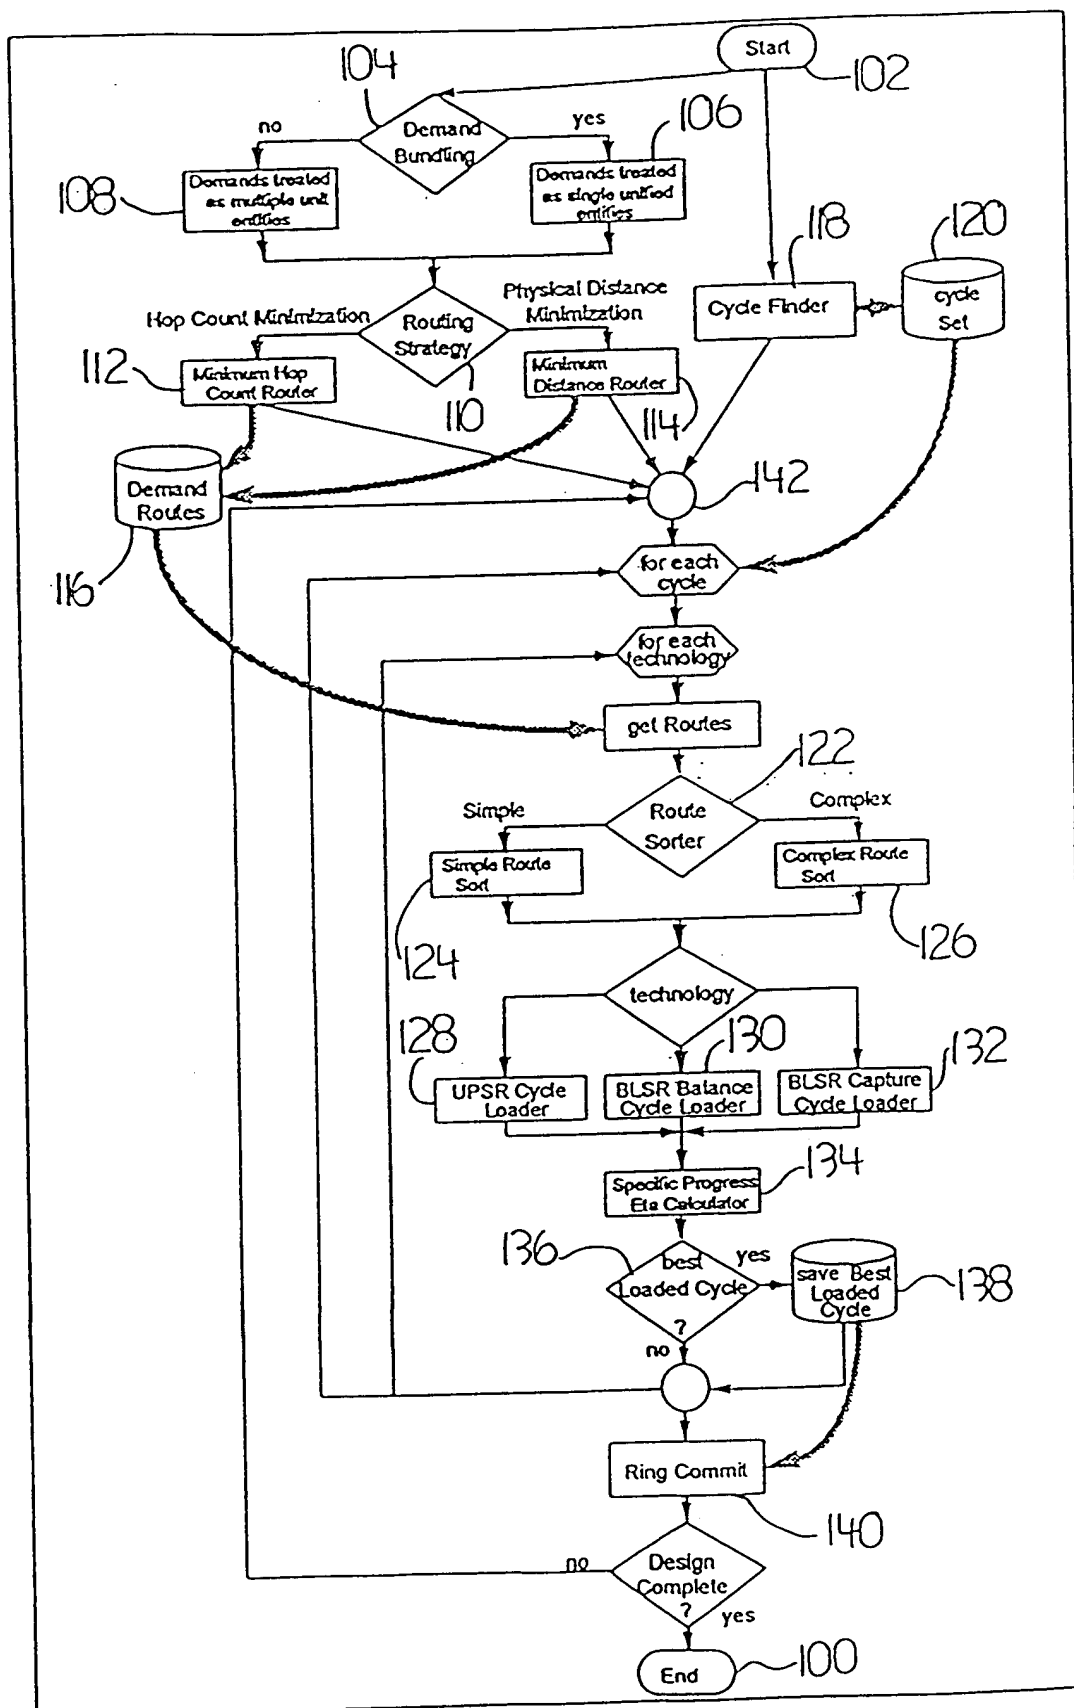 Start
102
104
Demand
Bundling
no
yes
106
Demands treated
as multiple unit
entities
108
Demands treated
as single unified
entities
118
120
Cycle Finder
cycle
Set
Hop Count Minimization
Physical Distance
Minimization
Routing
Strategy
110
112
Minimum Hop
Count Router
Minimum
Distance Router
114
Demand
Routes
116
142
for each
cycle
for each
technology
get Routes
122
Simple
Route
Sorter
Complex
Simple Route
Sort
Complex Route
Sort
124
126
technology
128
130
132
UPSR Cycle
Loader
BLSR Balance
Cycle Loader
BLSR Capture
Cycle Loader
134
Specific Progress
Eta Calculator
136
best
Loaded Cycle
?
yes
no
save Best
Loaded
Cycle
138
Ring Commit
140
no
Design
Complete
?
yes
End
100